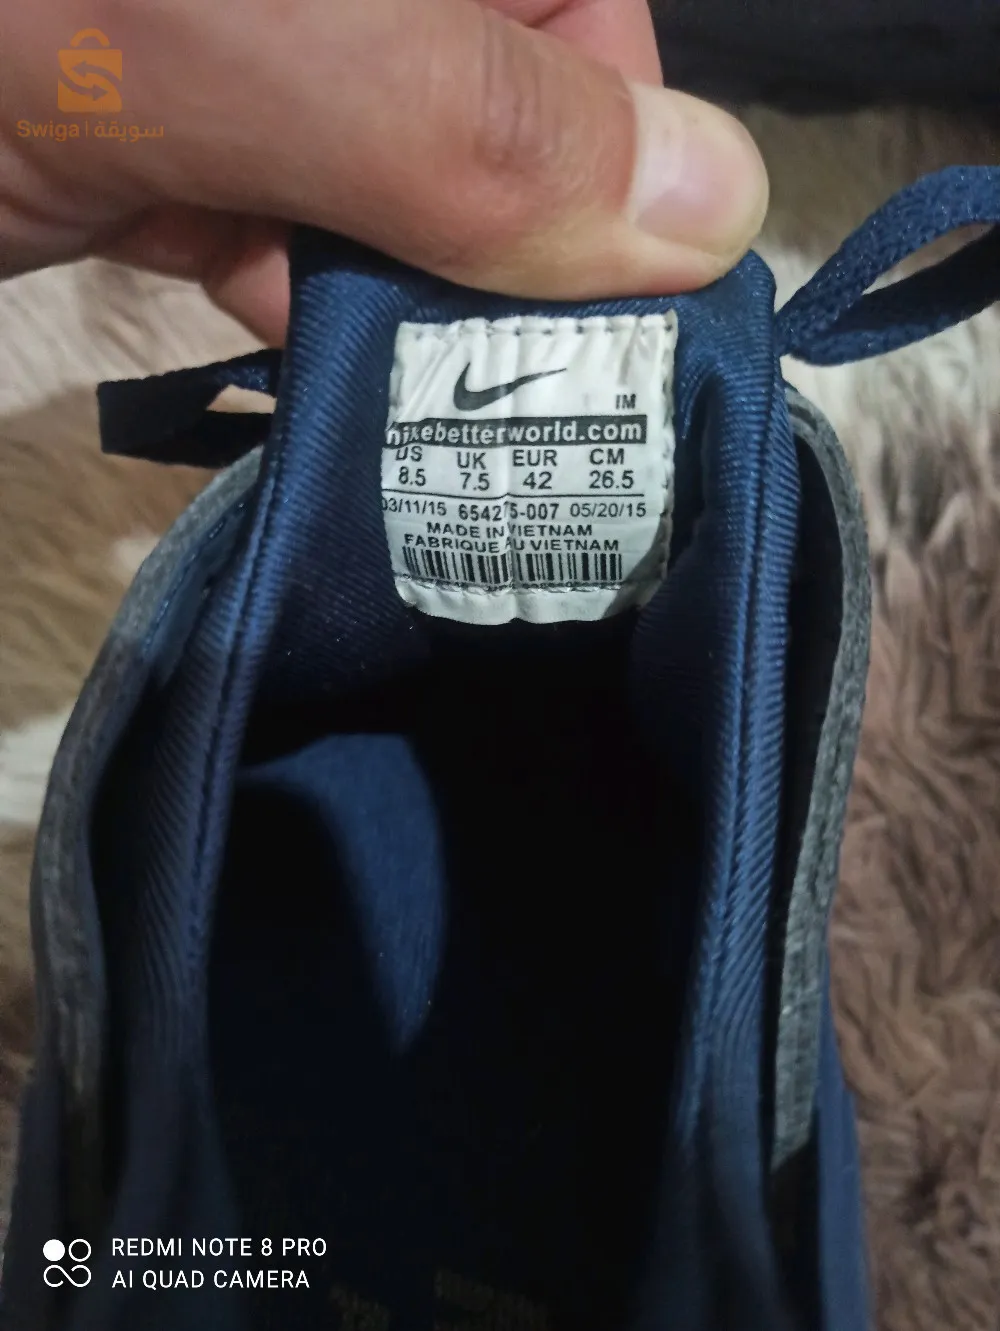 Swiga | سويقة
IM
nikebetterworld.com
US UK EUR CM
8.5 7.5 42 26.5
03/11/15 654275-007 05/20/15
MADE IN VIETNAM
FABRIQUE AU VIETNAM
REDMI NOTE 8 PRO
AI QUAD CAMERA